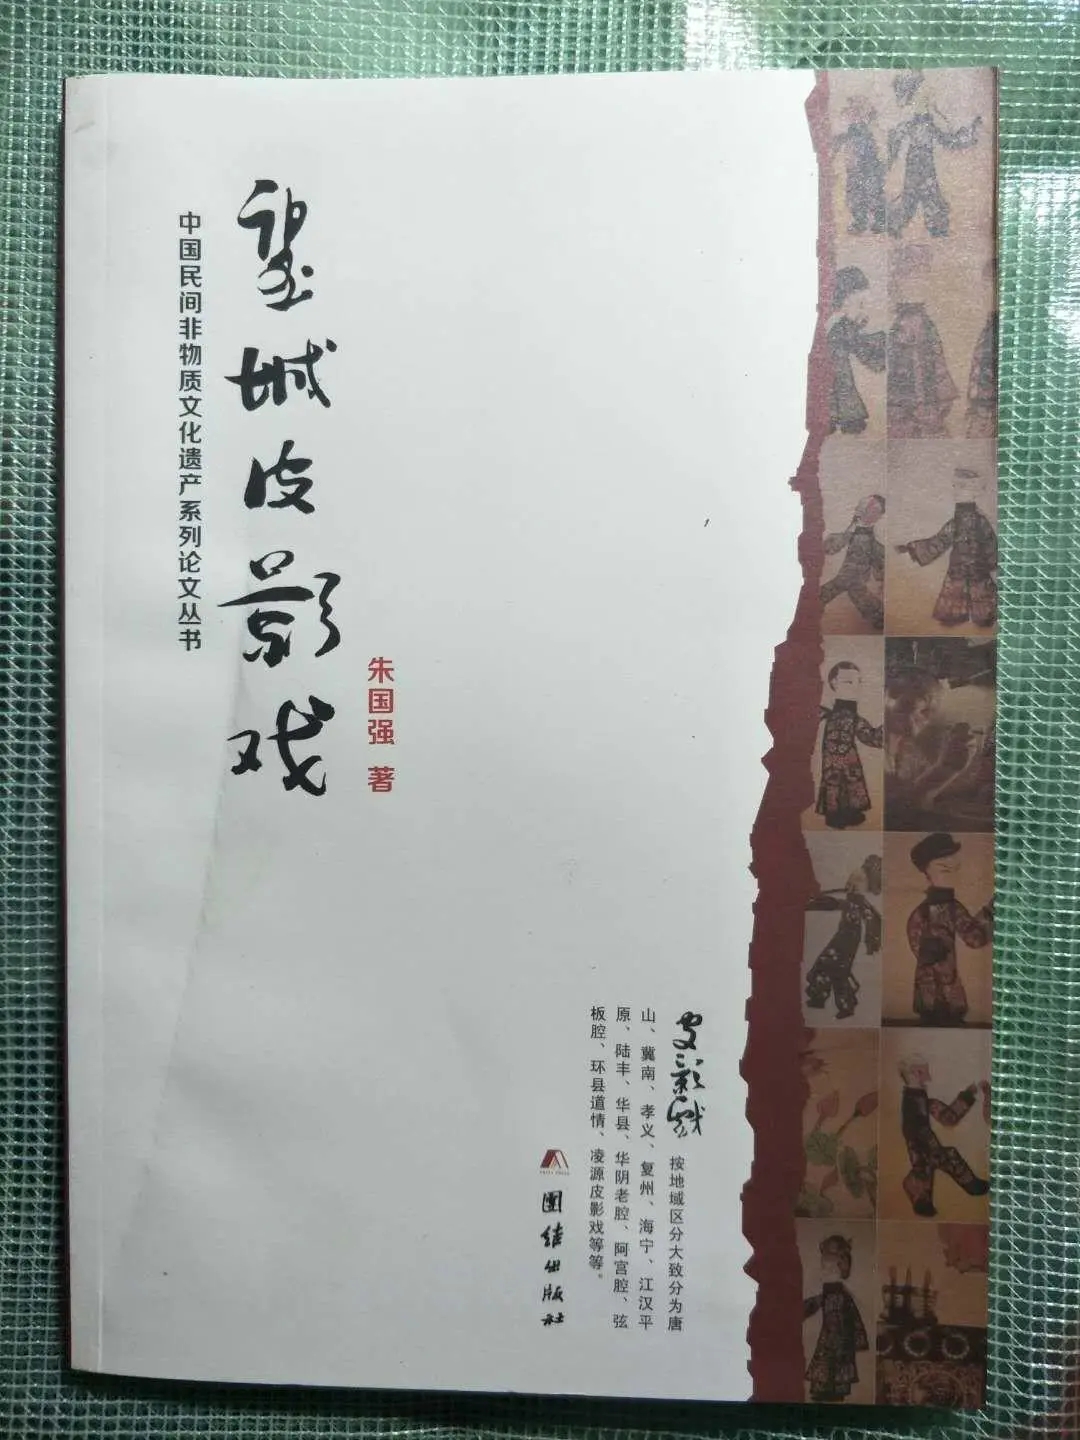 中国民间非物质文化遗产系列论文丛书
望城皮影戏
朱国强 著
皮影戲 按地域区分大致分为唐
山、冀南、孝义、复州、海宁、江汉平
原、陆丰、华县、华阴老腔、阿宫腔、弦
板腔、环县道情、凌源皮影戏等等。
團結出版社